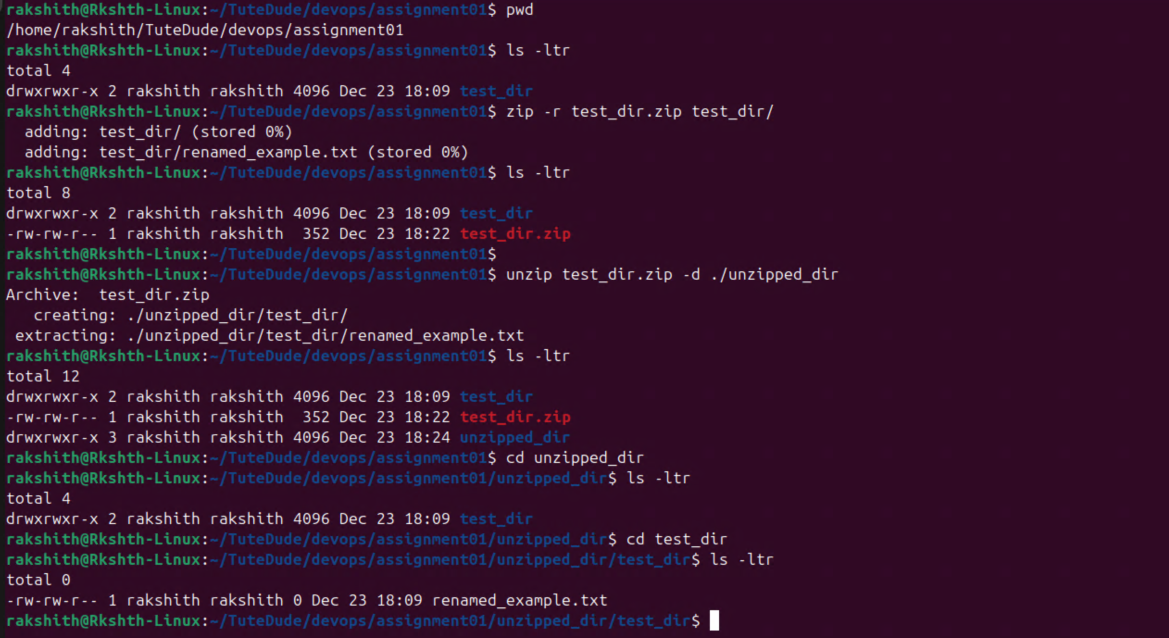 rakshith@Rkshth-Linux:~/TuteDude/devops/assignment01$ pwd
/home/rakshith/TuteDude/devops/assignment01
rakshith@Rkshth-Linux:~/TuteDude/devops/assignment01$ ls -ltr
total 4
drwxrwxr-x 2 rakshith rakshith 4096 Dec 23 18:09 test_dir
rakshith@Rkshth-Linux:~/TuteDude/devops/assignment01$ zip -r test_dir.zip test_dir/
  adding: test_dir/ (stored 0%)
  adding: test_dir/renamed_example.txt (stored 0%)
rakshith@Rkshth-Linux:~/TuteDude/devops/assignment01$ ls -ltr
total 8
drwxrwxr-x 2 rakshith rakshith 4096 Dec 23 18:09 test_dir
-rw-rw-r-- 1 rakshith rakshith  352 Dec 23 18:22 test_dir.zip
rakshith@Rkshth-Linux:~/TuteDude/devops/assignment01$
rakshith@Rkshth-Linux:~/TuteDude/devops/assignment01$ unzip test_dir.zip -d ./unzipped_dir
Archive:  test_dir.zip
   creating: ./unzipped_dir/test_dir/
 extracting: ./unzipped_dir/test_dir/renamed_example.txt
rakshith@Rkshth-Linux:~/TuteDude/devops/assignment01$ ls -ltr
total 12
drwxrwxr-x 2 rakshith rakshith 4096 Dec 23 18:09 test_dir
-rw-rw-r-- 1 rakshith rakshith  352 Dec 23 18:22 test_dir.zip
drwxrwxr-x 3 rakshith rakshith 4096 Dec 23 18:24 unzipped_dir
rakshith@Rkshth-Linux:~/TuteDude/devops/assignment01$ cd unzipped_dir
rakshith@Rkshth-Linux:~/TuteDude/devops/assignment01/unzipped_dir$ ls -ltr
total 4
drwxrwxr-x 2 rakshith rakshith 4096 Dec 23 18:09 test_dir
rakshith@Rkshth-Linux:~/TuteDude/devops/assignment01/unzipped_dir$ cd test_dir
rakshith@Rkshth-Linux:~/TuteDude/devops/assignment01/unzipped_dir/test_dir$ ls -ltr
total 0
-rw-rw-r-- 1 rakshith rakshith 0 Dec 23 18:09 renamed_example.txt
rakshith@Rkshth-Linux:~/TuteDude/devops/assignment01/unzipped_dir/test_dir$